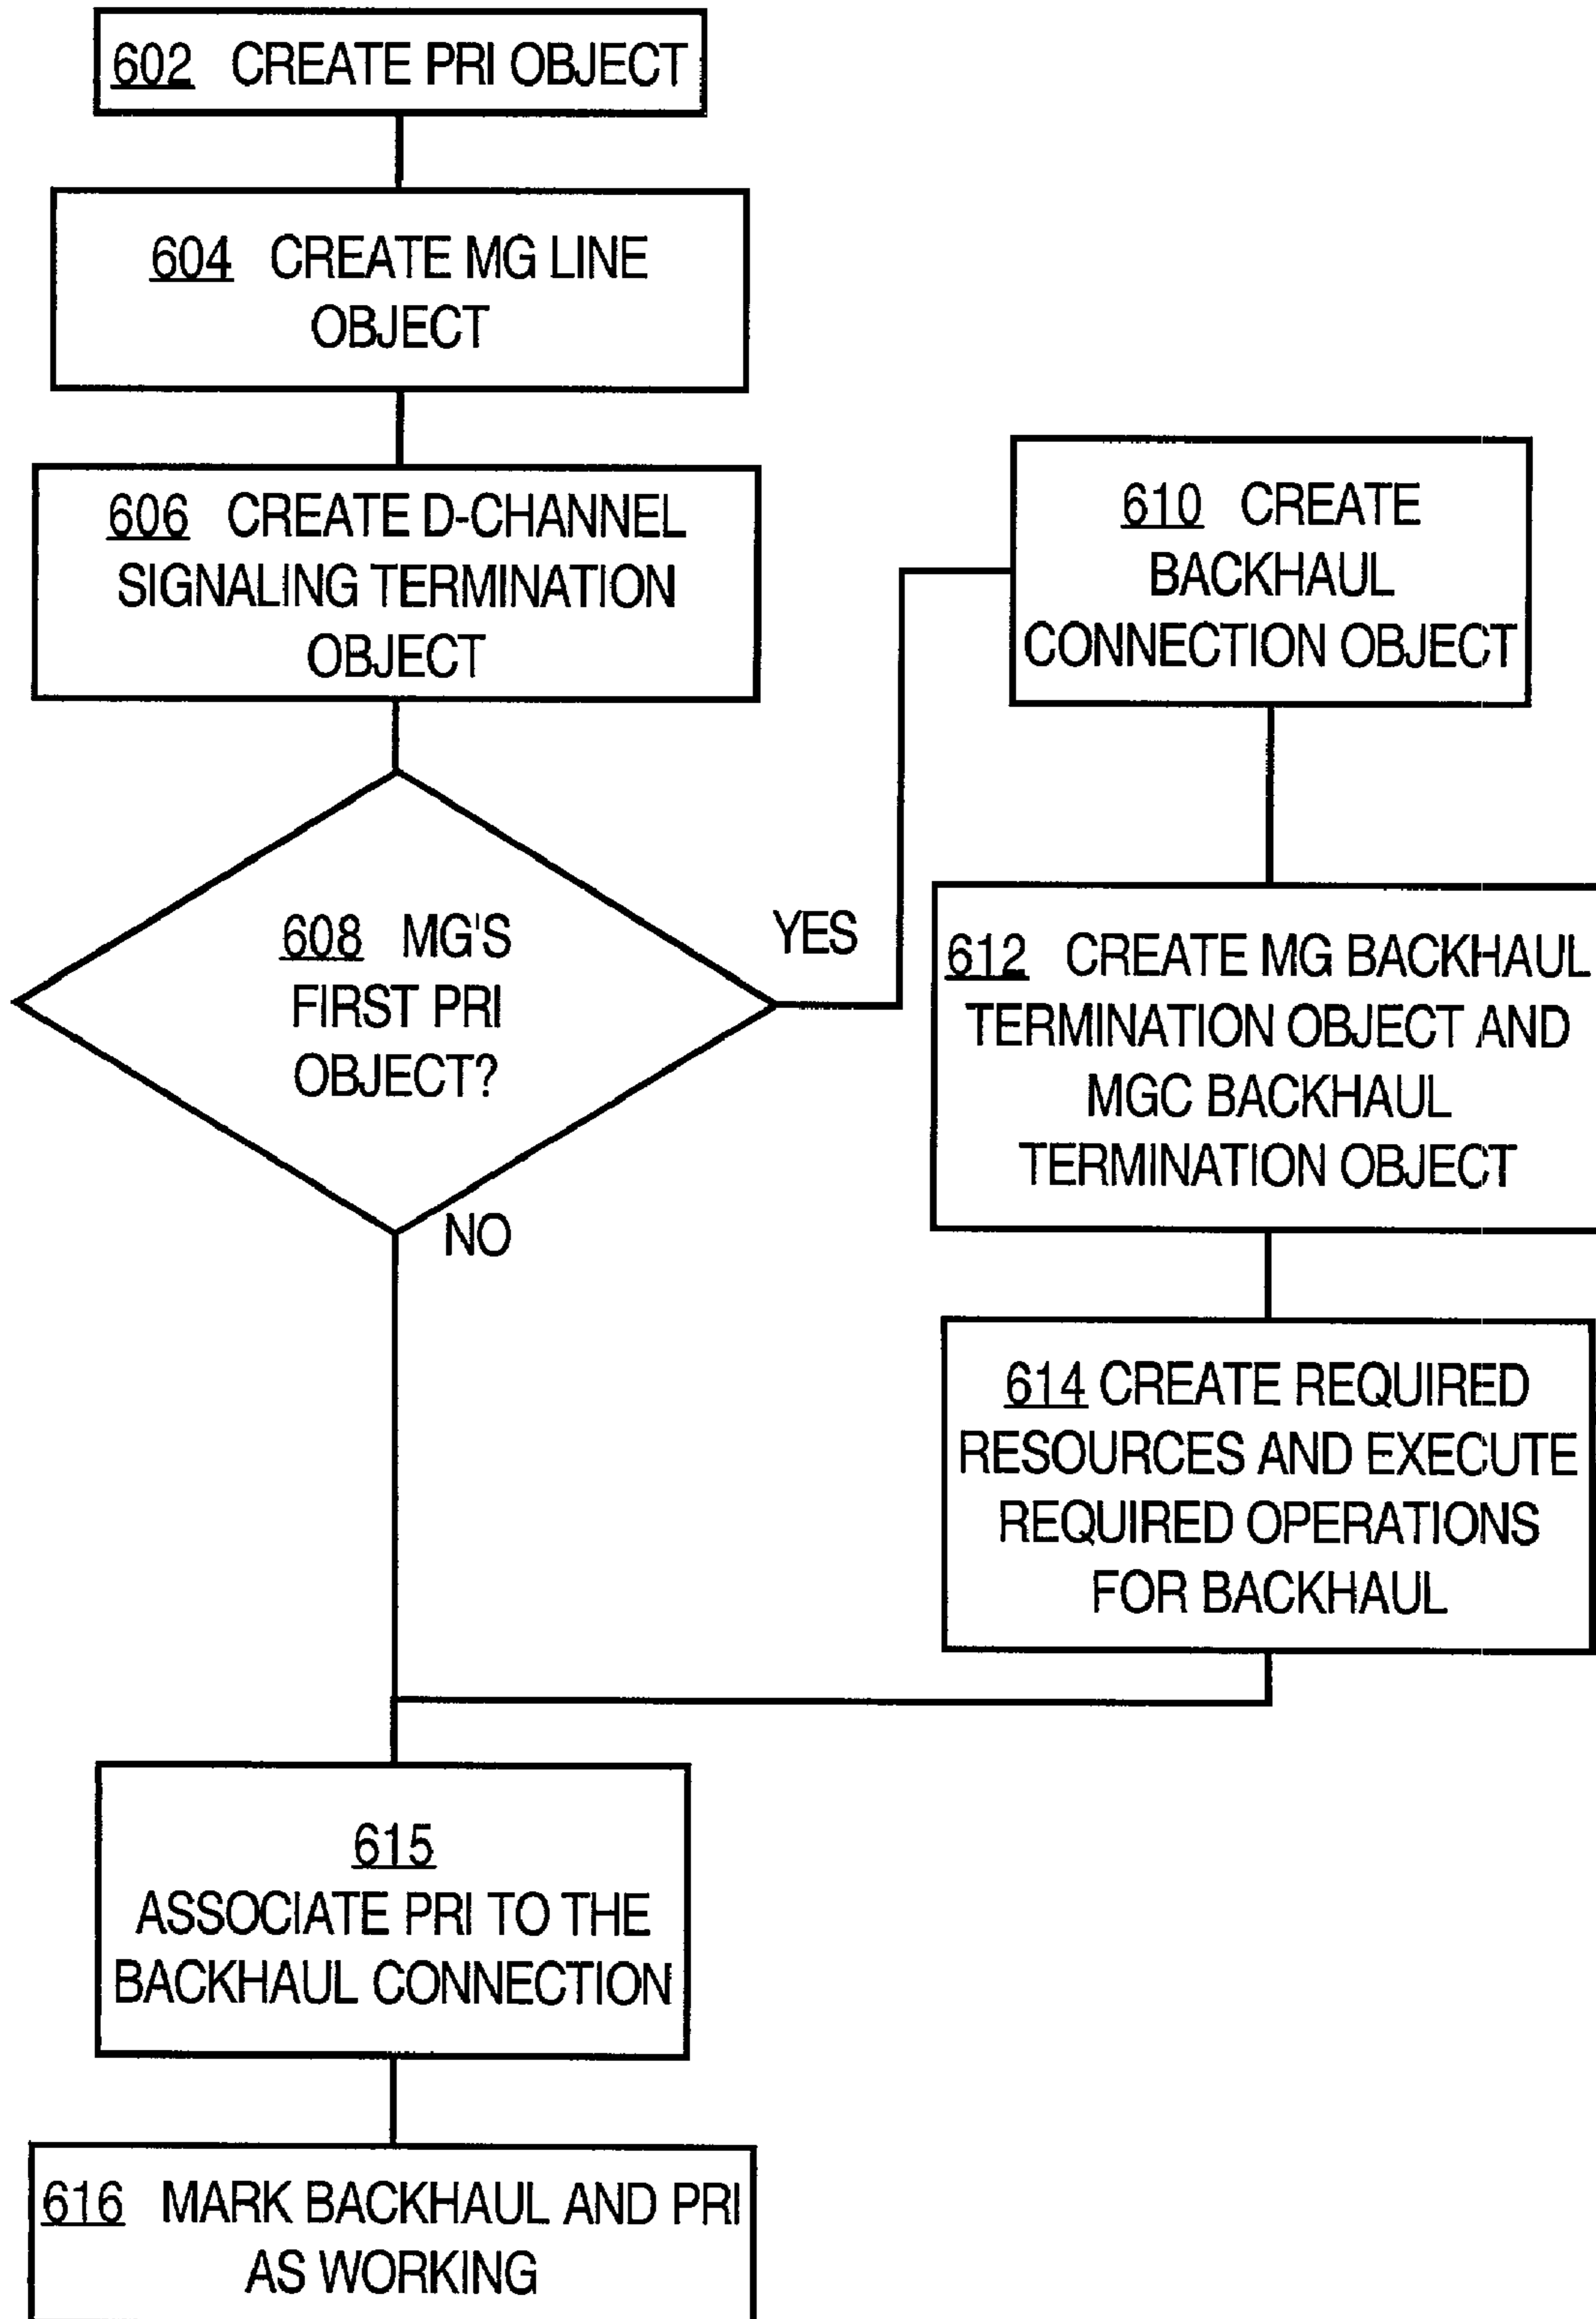 602 CREATE PRI OBJECT
604 CREATE MG LINE
OBJECT
606 CREATE D-CHANNEL
SIGNALING TERMINATION
OBJECT
608 MG'S
FIRST PRI
OBJECT?
YES
NO
610 CREATE
BACKHAUL
CONNECTION OBJECT
612 CREATE MG BACKHAUL
TERMINATION OBJECT AND
MGC BACKHAUL
TERMINATION OBJECT
614 CREATE REQUIRED
RESOURCES AND EXECUTE
REQUIRED OPERATIONS
FOR BACKHAUL
615
ASSOCIATE PRI TO THE
BACKHAUL CONNECTION
616 MARK BACKHAUL AND PRI
AS WORKING